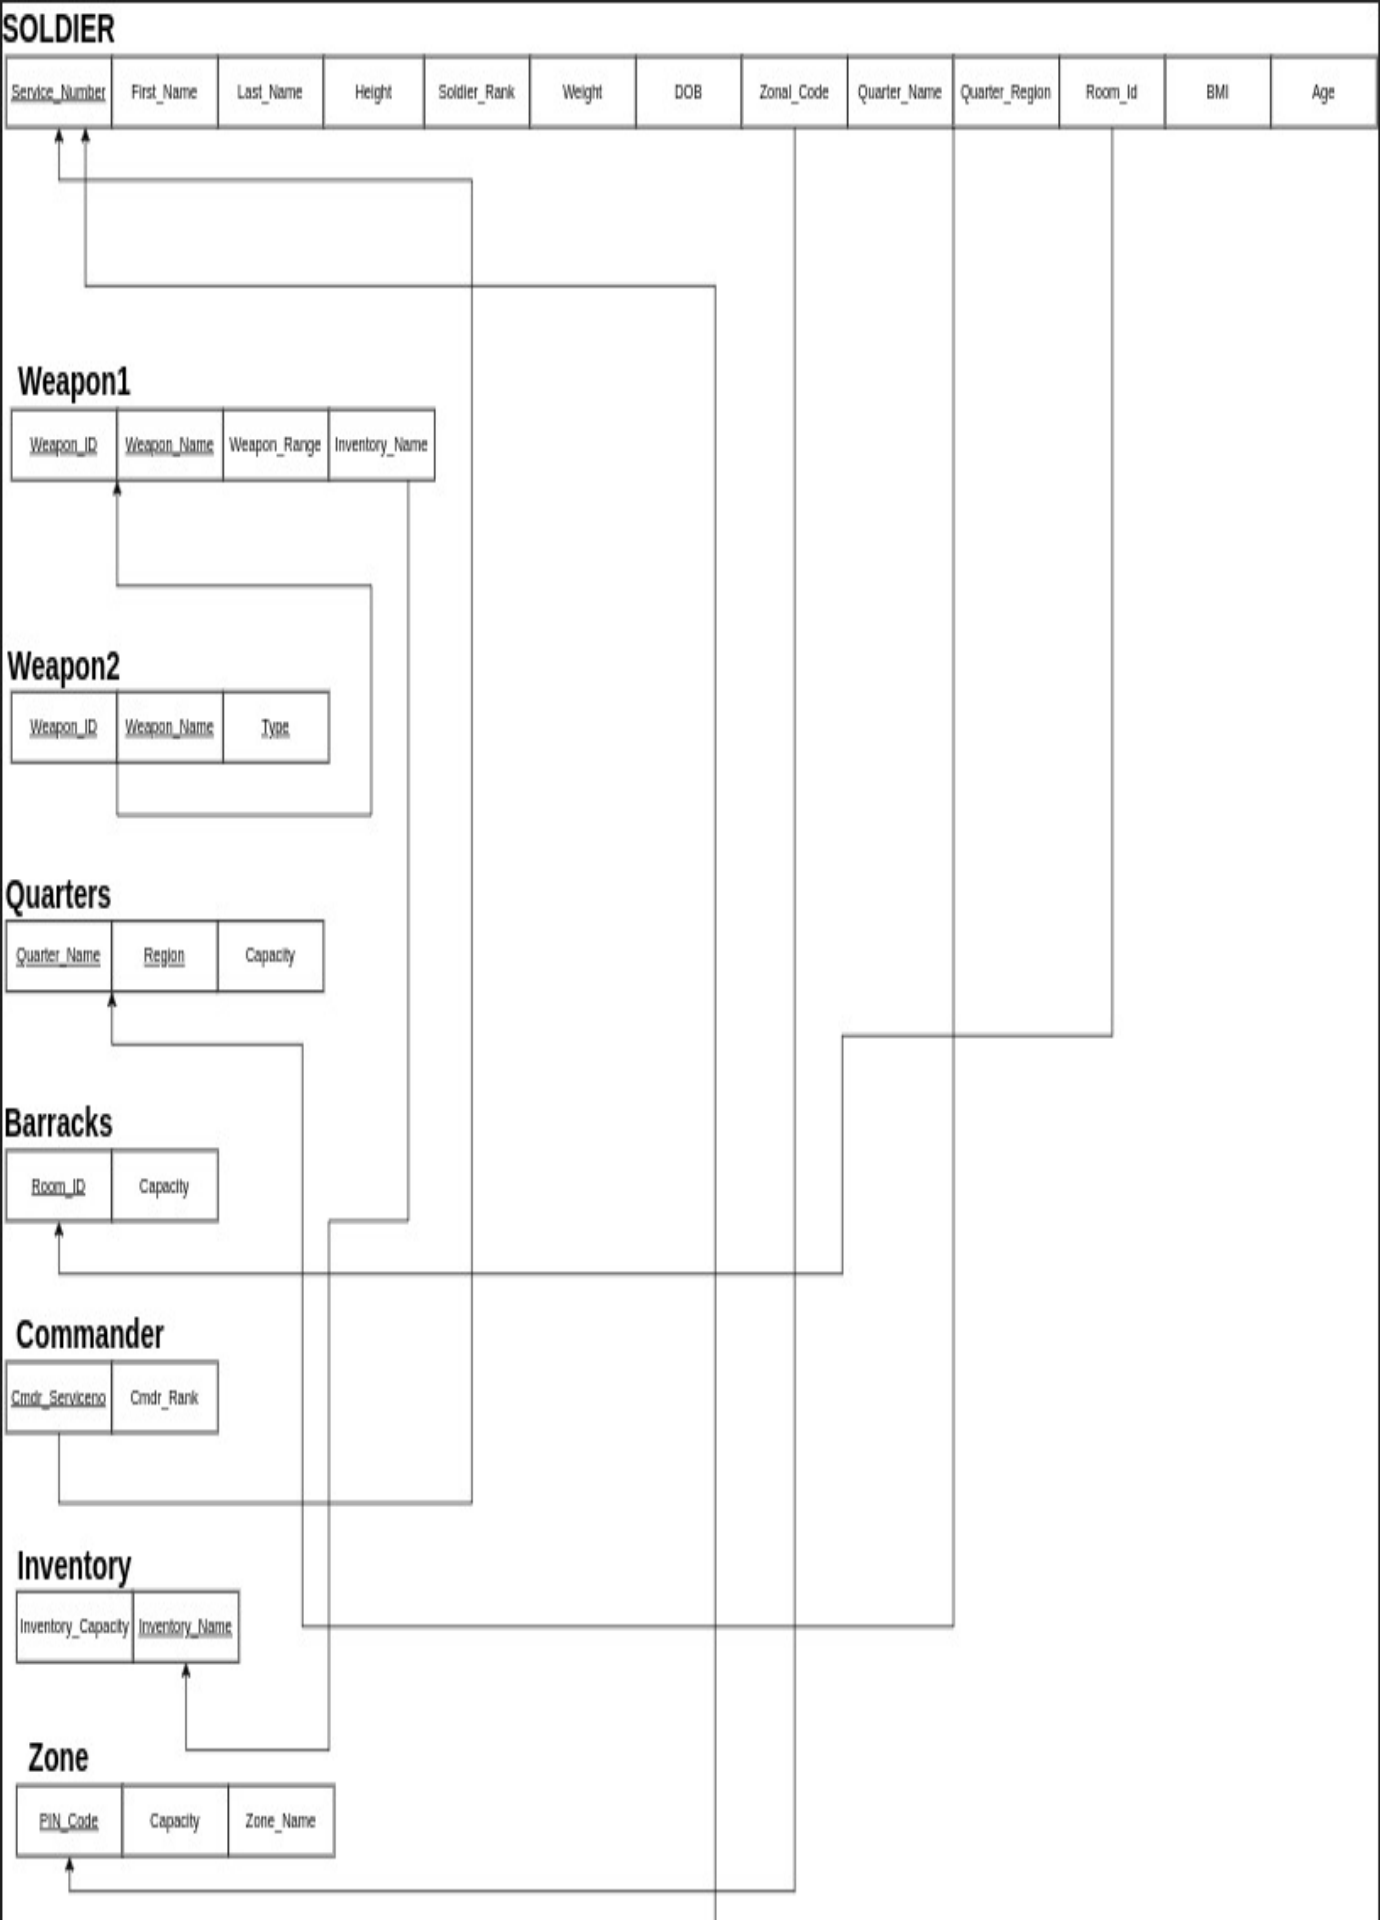 SOLDIER
Service_Number First_Name Last_Name Height Soldier_Rank Weight DOB Zonal_Code Quarter_Name Quarter_Region Room_Id BMI Age
Weapon1
Weapon_ID Weapon_Name Weapon_Range Inventory_Name
Weapon2
Weapon_ID Weapon_Name Type
Quarters
Quarter_Name Region Capacity
Barracks
Room_ID Capacity
Commander
Cmdr_Serviceno Cmdr_Rank
Inventory
Inventory_Capacity Inventory_Name
Zone
PIN_Code Capacity Zone_Name